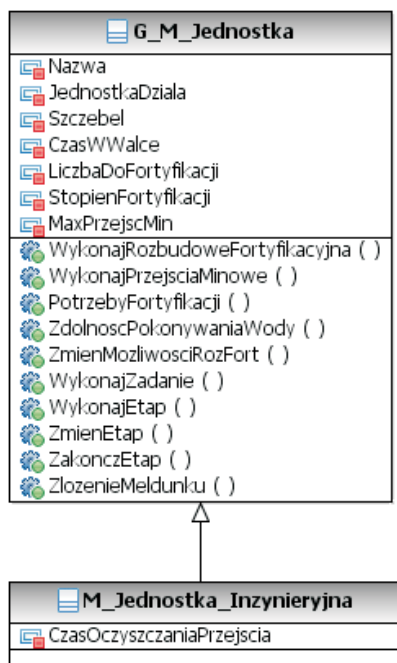 G_M_Jednostka
Nazwa
JednostkaDziala
Szczebel
CzasWWalce
LiczbaDoFortyfikacji
StopienFortyfikacji
MaxPrzejscMin
WykonajRozbudoweFortyfikacyjna ( )
WykonajPrzejsciaMinowe ( )
PotrzebyFortyfikacji ( )
ZdolnoscPokonywaniaWody ( )
ZmienMozliwosciRozFort ( )
WykonajZadanie ( )
WykonajEtap ( )
ZmienEtap ( )
ZakonczEtap ( )
ZlozenieMeldunku ( )
M_Jednostka_Inzynieryjna
CzasOczyszczaniaPrzejscia